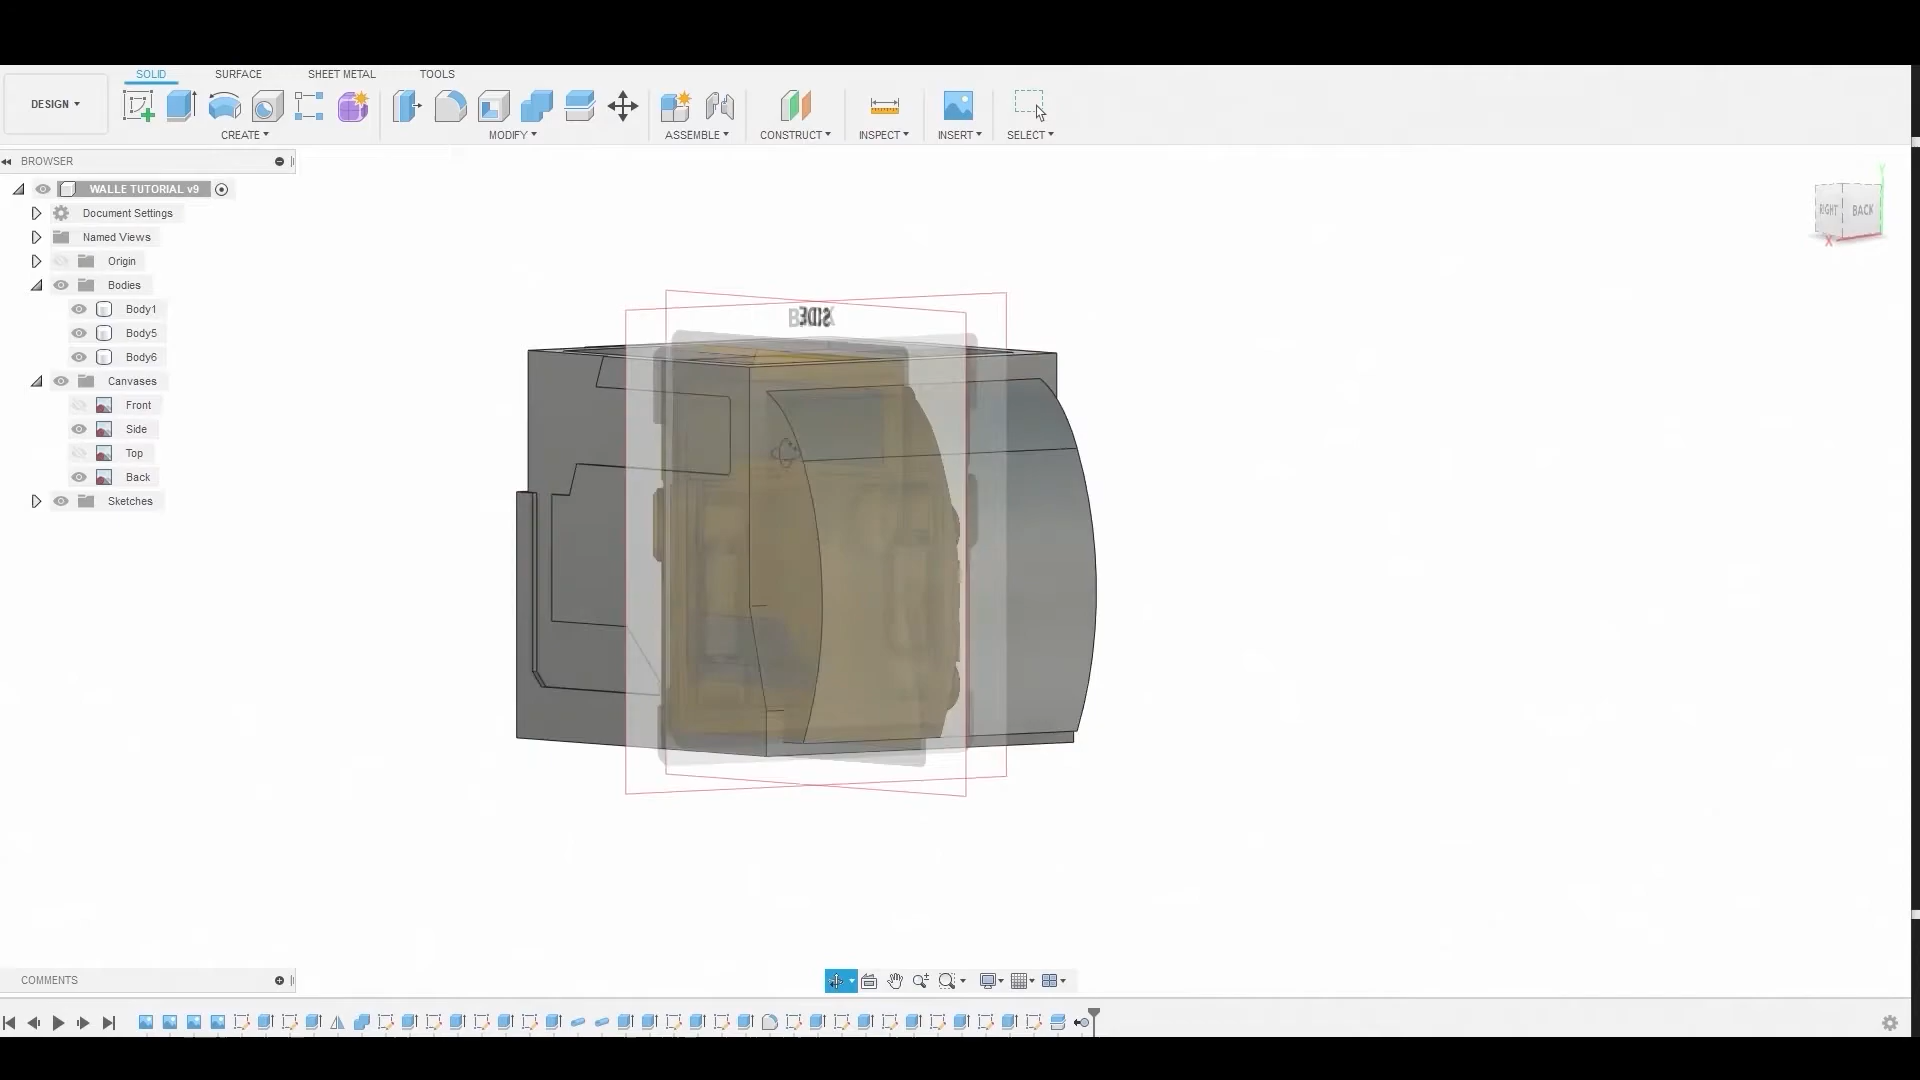 SOLID SURFACE SHEET METAL TOOLS
DESIGN
CREATE MODIFY ASSEMBLE CONSTRUCT INSPECT INSERT SELECT
BROWSER
WALLE TUTORIAL v9
Document Settings
Named Views
Origin
Bodies
Body1
Body5
Body6
Canvases
Front
Side
Top
Back
Sketches
SIDE
Y
RIGHT BACK
X
COMMENTS